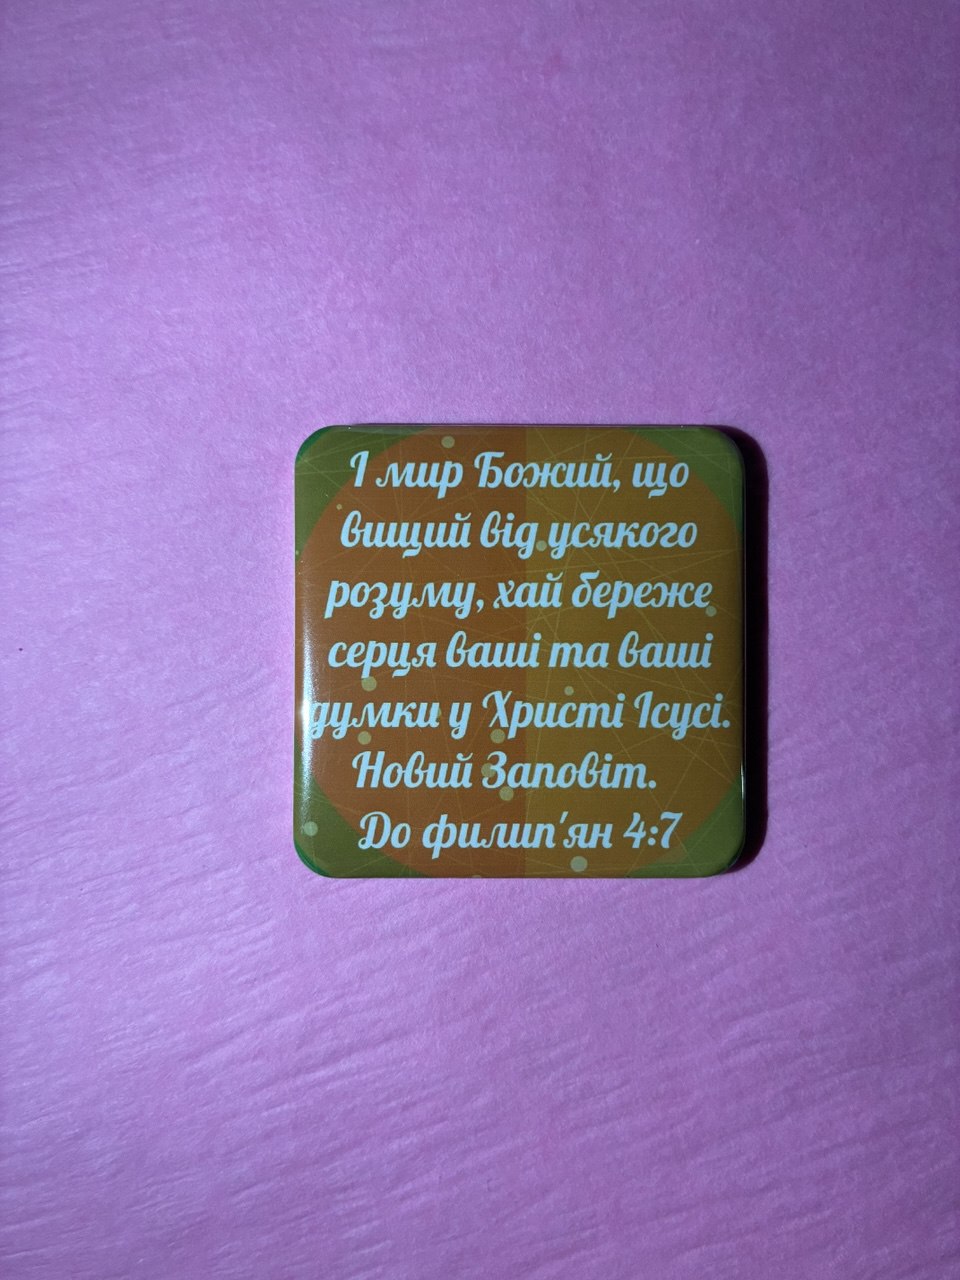 І мир Божий, що
вищий від усякого
розуму, хай береже
серця ваші та ваші
думки у Христі Ісусі.
Новий Заповіт.
До филип'ян 4:7